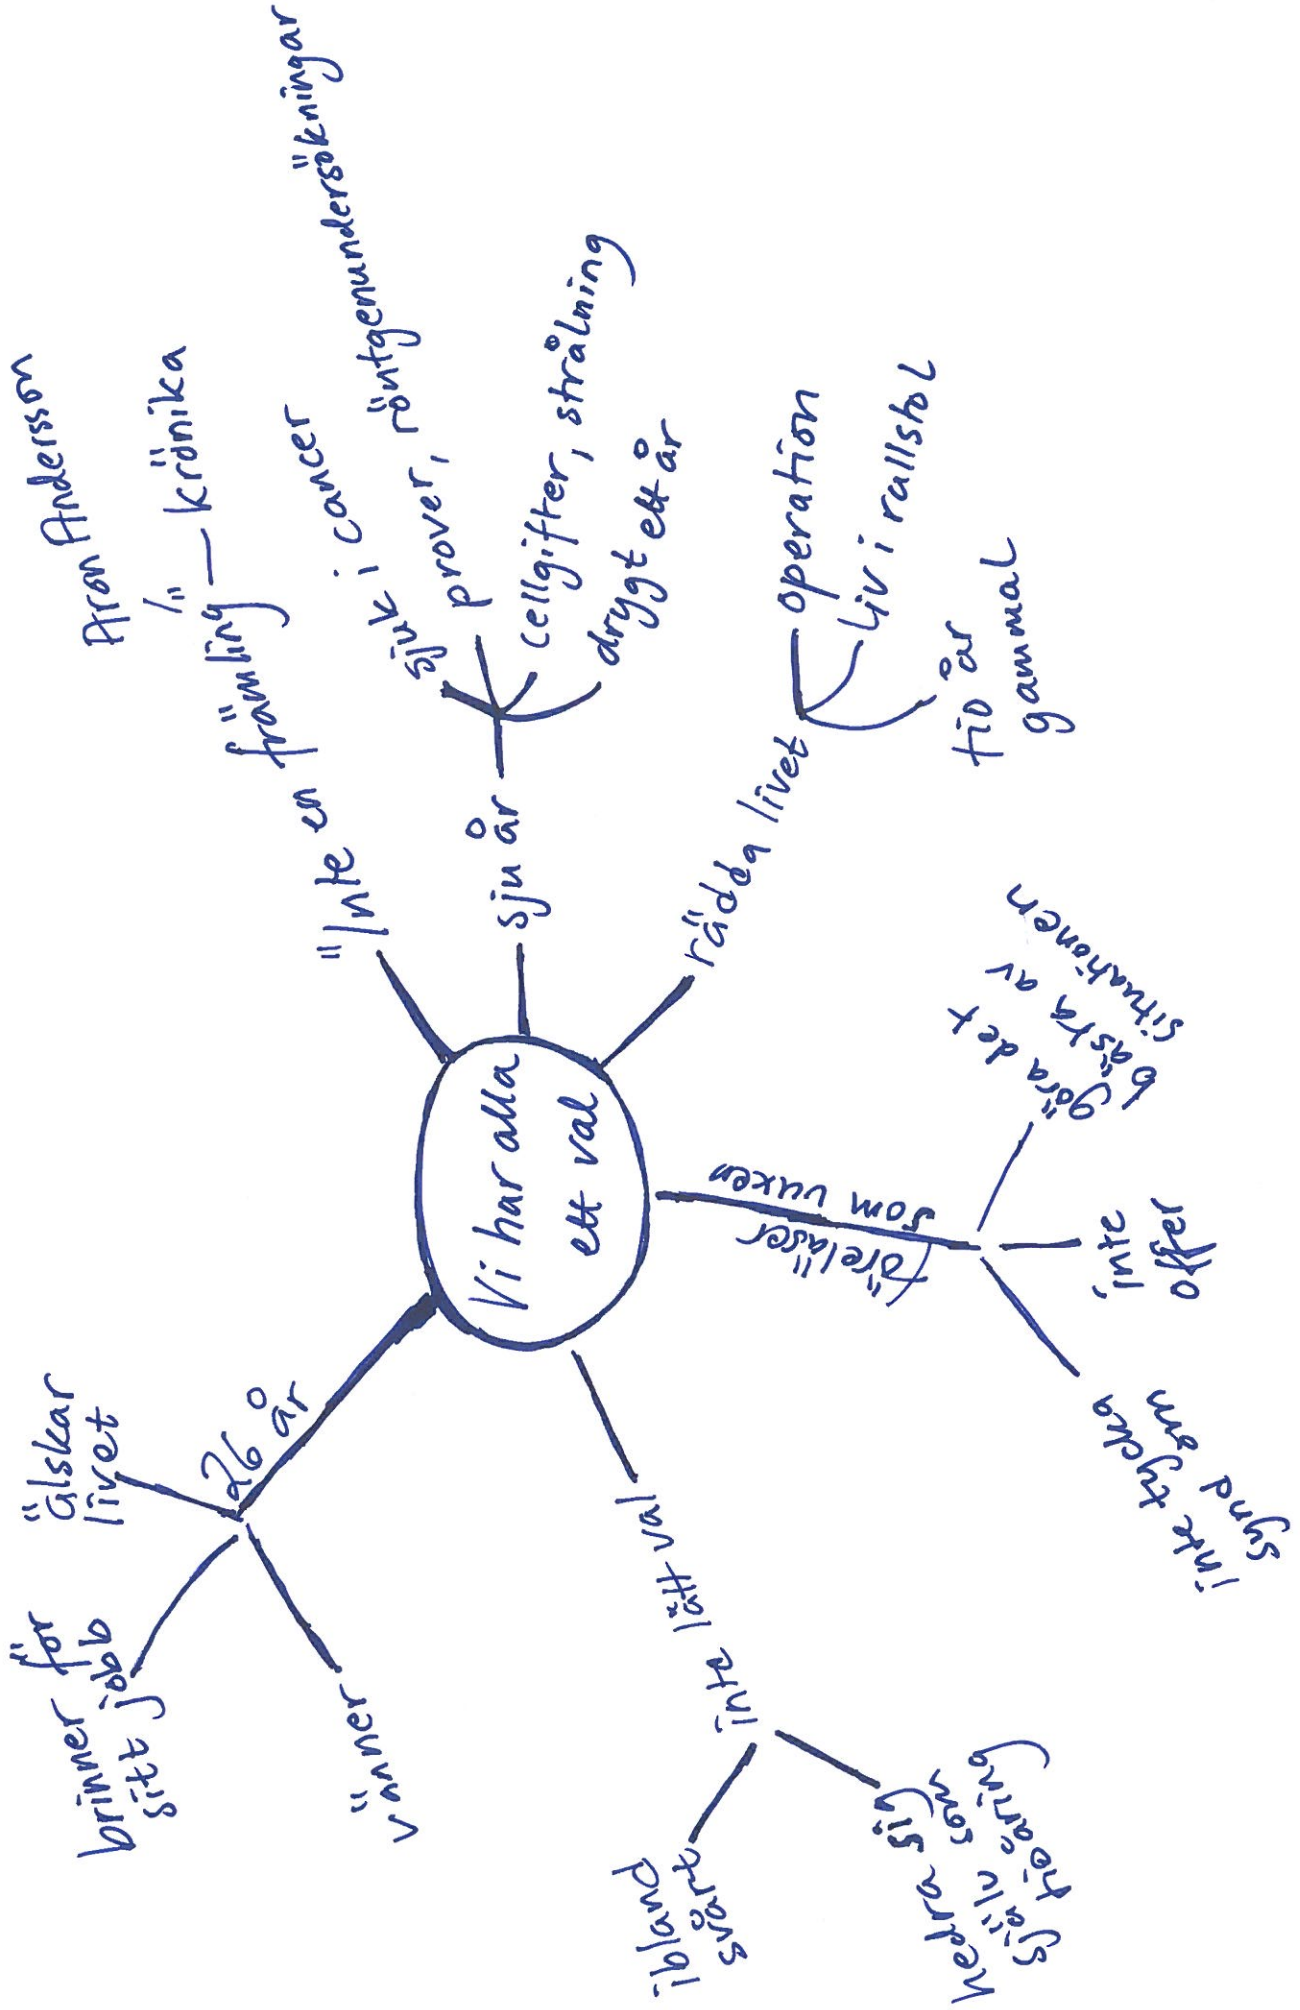 Vi har alla
ett val
Aron Andersson
"Inte en främling" — krönika
sju år
sjuk i cancer
prover, röntgenundersökningar
cellgifter, strålning
drygt ett år
rädda livet
operation
liv i rullstol
tio år
gammal
som vuxen
föreläser
göra det
bästa av
situationen
inte
offer
inte tycka
synd om
inte lätt val
hedra sig
själv som
tioåring
ibland
svårt
26 år
vänner
brinner för
sitt jobb
älskar
livet